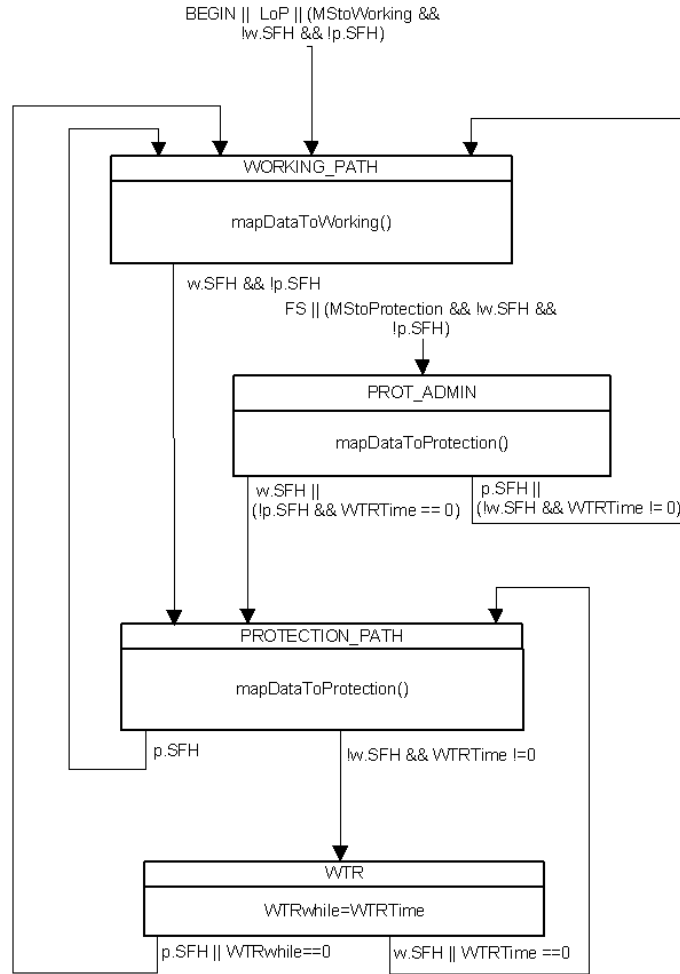 BEGIN || LoP || (MStoWorking &&
!w.SFH && !p.SFH)
WORKING_PATH
mapDataToWorking()
w.SFH && !p.SFH
FS || (MStoProtection && !w.SFH &&
!p.SFH)
PROT_ADMIN
mapDataToProtection()
w.SFH ||
(!p.SFH && WTRTime == 0)
p.SFH ||
(!w.SFH && WTRTime != 0)
PROTECTION_PATH
mapDataToProtection()
p.SFH
!w.SFH && WTRTime !=0
WTR
WTRwhile=WTRTime
p.SFH || WTRwhile==0
w.SFH || WTRTime ==0